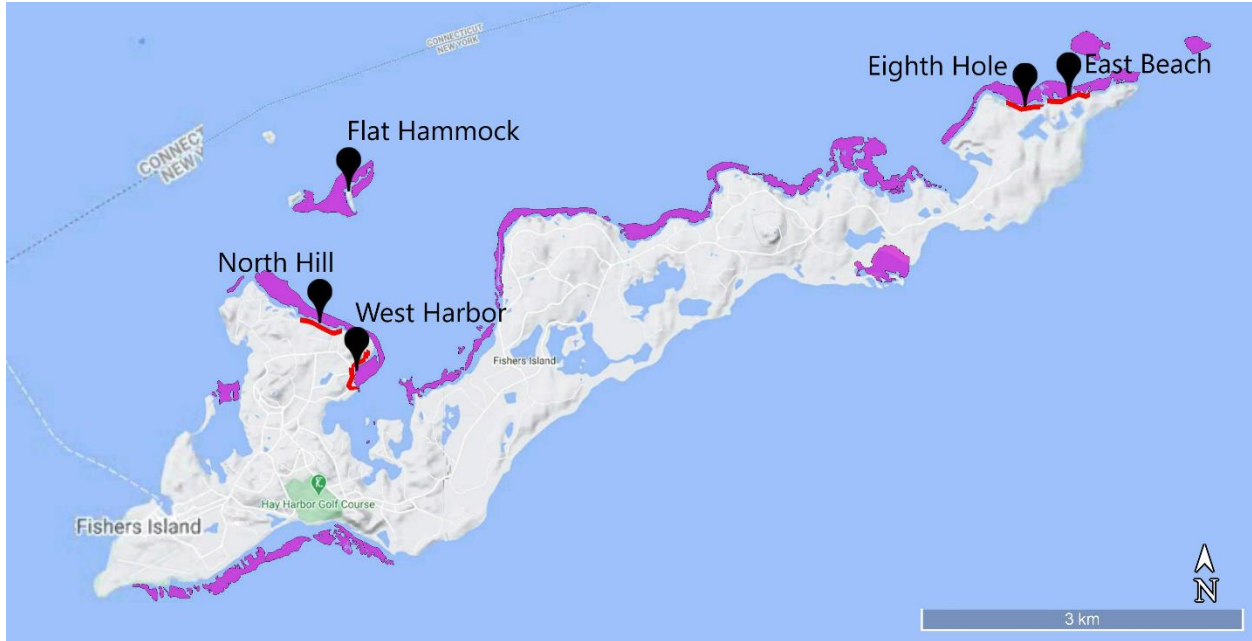 CONNECTICUT
NEW YORK
Eighth Hole
East Beach
Flat Hammock
North Hill
West Harbor
Fishers Island
Hay Harbor Golf Course
Fishers Island
N
3 km